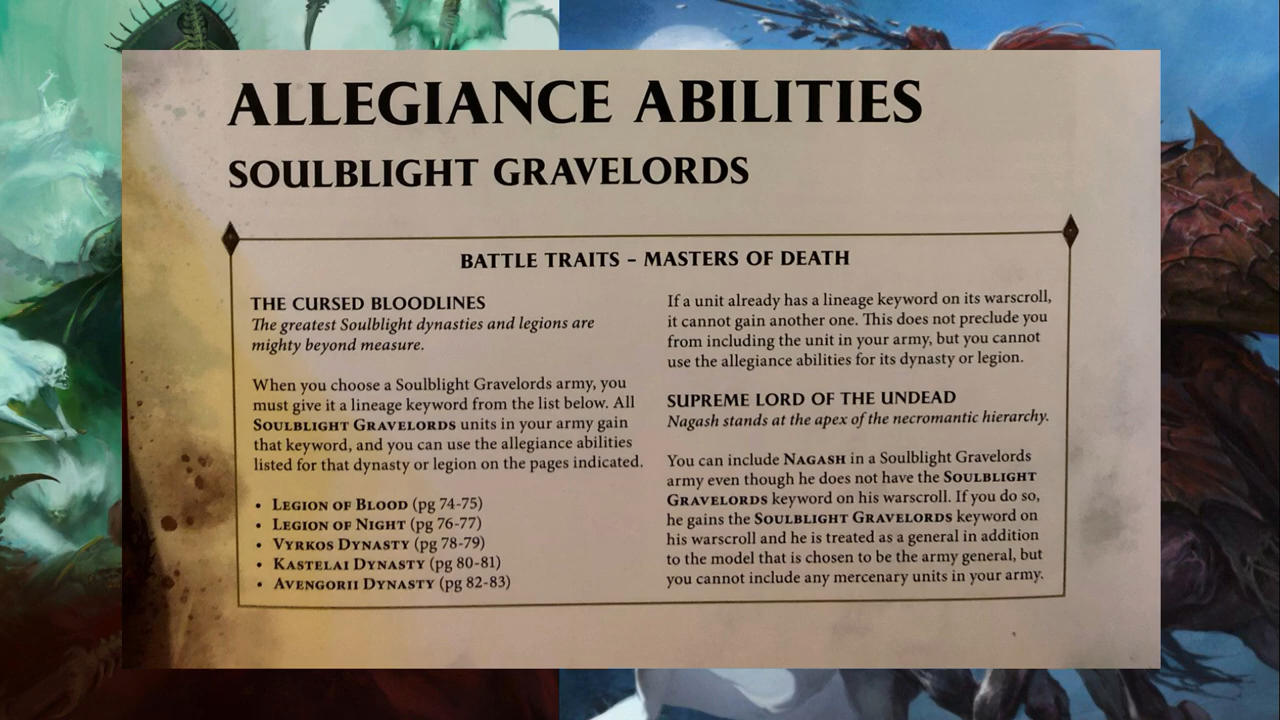 ALLEGIANCE ABILITIES
SOULBLIGHT GRAVELORDS
BATTLE TRAITS – MASTERS OF DEATH
THE CURSED BLOODLINES
The greatest Soulblight dynasties and legions are
mighty beyond measure.
When you choose a Soulblight Gravelords army, you
must give it a lineage keyword from the list below. All
SOULBLIGHT GRAVELORDS units in your army gain
that keyword, and you can use the allegiance abilities
listed for that dynasty or legion on the pages indicated.
• LEGION OF BLOOD (pg 74-75)
• LEGION OF NIGHT (pg 76-77)
• VYRKOS DYNASTY (pg 78-79)
• KASTELAI DYNASTY (pg 80-81)
• AVENGORII DYNASTY (pg 82-83)
If a unit already has a lineage keyword on its warscroll,
it cannot gain another one. This does not preclude you
from including the unit in your army, but you cannot
use the allegiance abilities for its dynasty or legion.
SUPREME LORD OF THE UNDEAD
Nagash stands at the apex of the necromantic hierarchy.
You can include NAGASH in a Soulblight Gravelords
army even though he does not have the SOULBLIGHT
GRAVELORDS keyword on his warscroll. If you do so,
he gains the SOULBLIGHT GRAVELORDS keyword on
his warscroll and he is treated as a general in addition
to the model that is chosen to be the army general, but
you cannot include any mercenary units in your army.